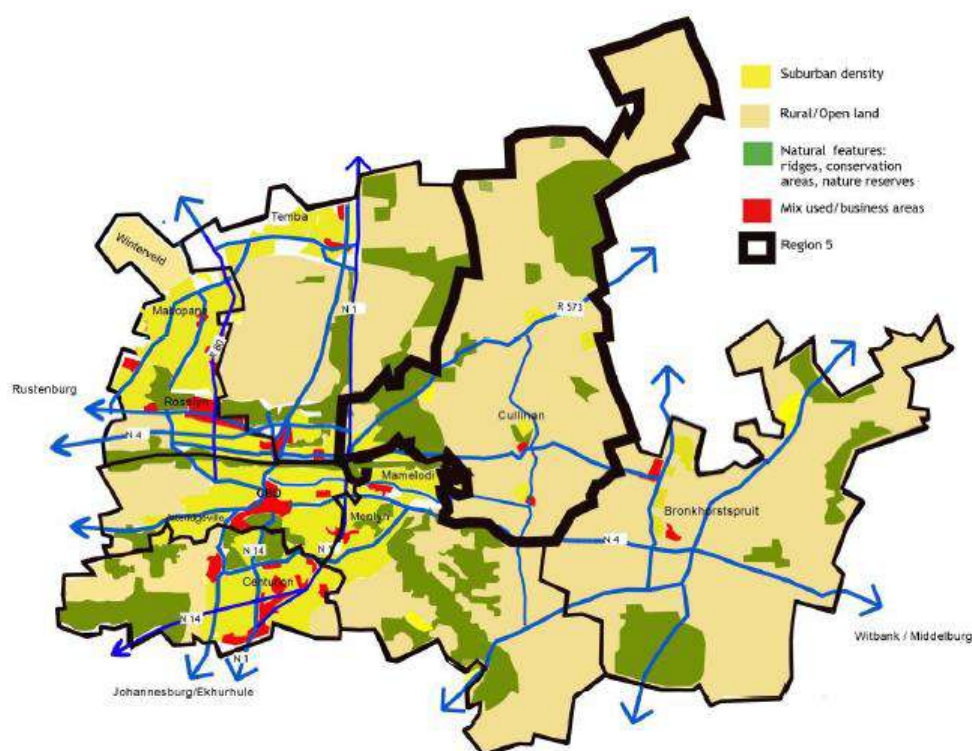 Suburban density
Rural/Open land
Natural features:
ridges, conservation
areas, nature reserves
Mix used/business areas
Region 5
Temba
Winterveld
Mabopane
N 1
R 80
R 573
Rustenburg
Rosslyn
Cullinan
N 4
Mamelodi
CBD
Atteridgeville
Menlyn
Bronkhorstspruit
N 4
N 14
N 1
Centurion
N 14
N 1
Witbank / Middelburg
Johannesburg/Ekhurhule